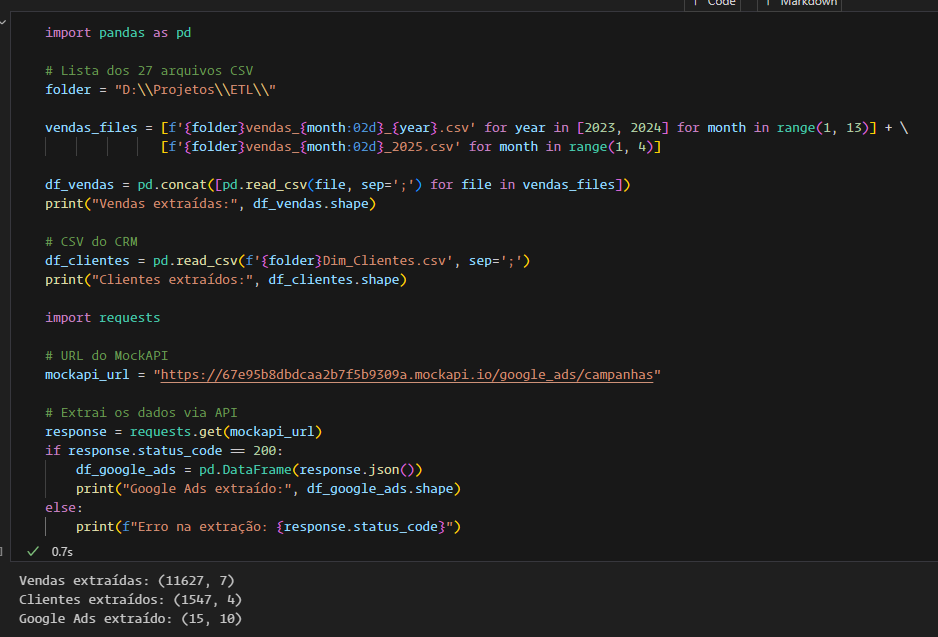 Code
Markdown
import pandas as pd
# Lista dos 27 arquivos CSV
folder = "D:\\Projetos\\ETL\\"
vendas_files = [f'{folder}vendas_{month:02d}_{year}.csv' for year in [2023, 2024] for month in range(1, 13)] + \
[f'{folder}vendas_{month:02d}_2025.csv' for month in range(1, 4)]
df_vendas = pd.concat([pd.read_csv(file, sep=';') for file in vendas_files])
print("Vendas extraídas:", df_vendas.shape)
# CSV do CRM
df_clientes = pd.read_csv(f'{folder}Dim_Clientes.csv', sep=';')
print("Clientes extraídos:", df_clientes.shape)
import requests
# URL do MockAPI
mockapi_url = "https://67e95b8dbdcaa2b7f5b9309a.mockapi.io/google_ads/campanhas"
# Extrai os dados via API
response = requests.get(mockapi_url)
if response.status_code == 200:
df_google_ads = pd.DataFrame(response.json())
print("Google Ads extraído:", df_google_ads.shape)
else:
print(f"Erro na extração: {response.status_code}")
0.7s
Vendas extraídas: (11627, 7)
Clientes extraídos: (1547, 4)
Google Ads extraído: (15, 10)